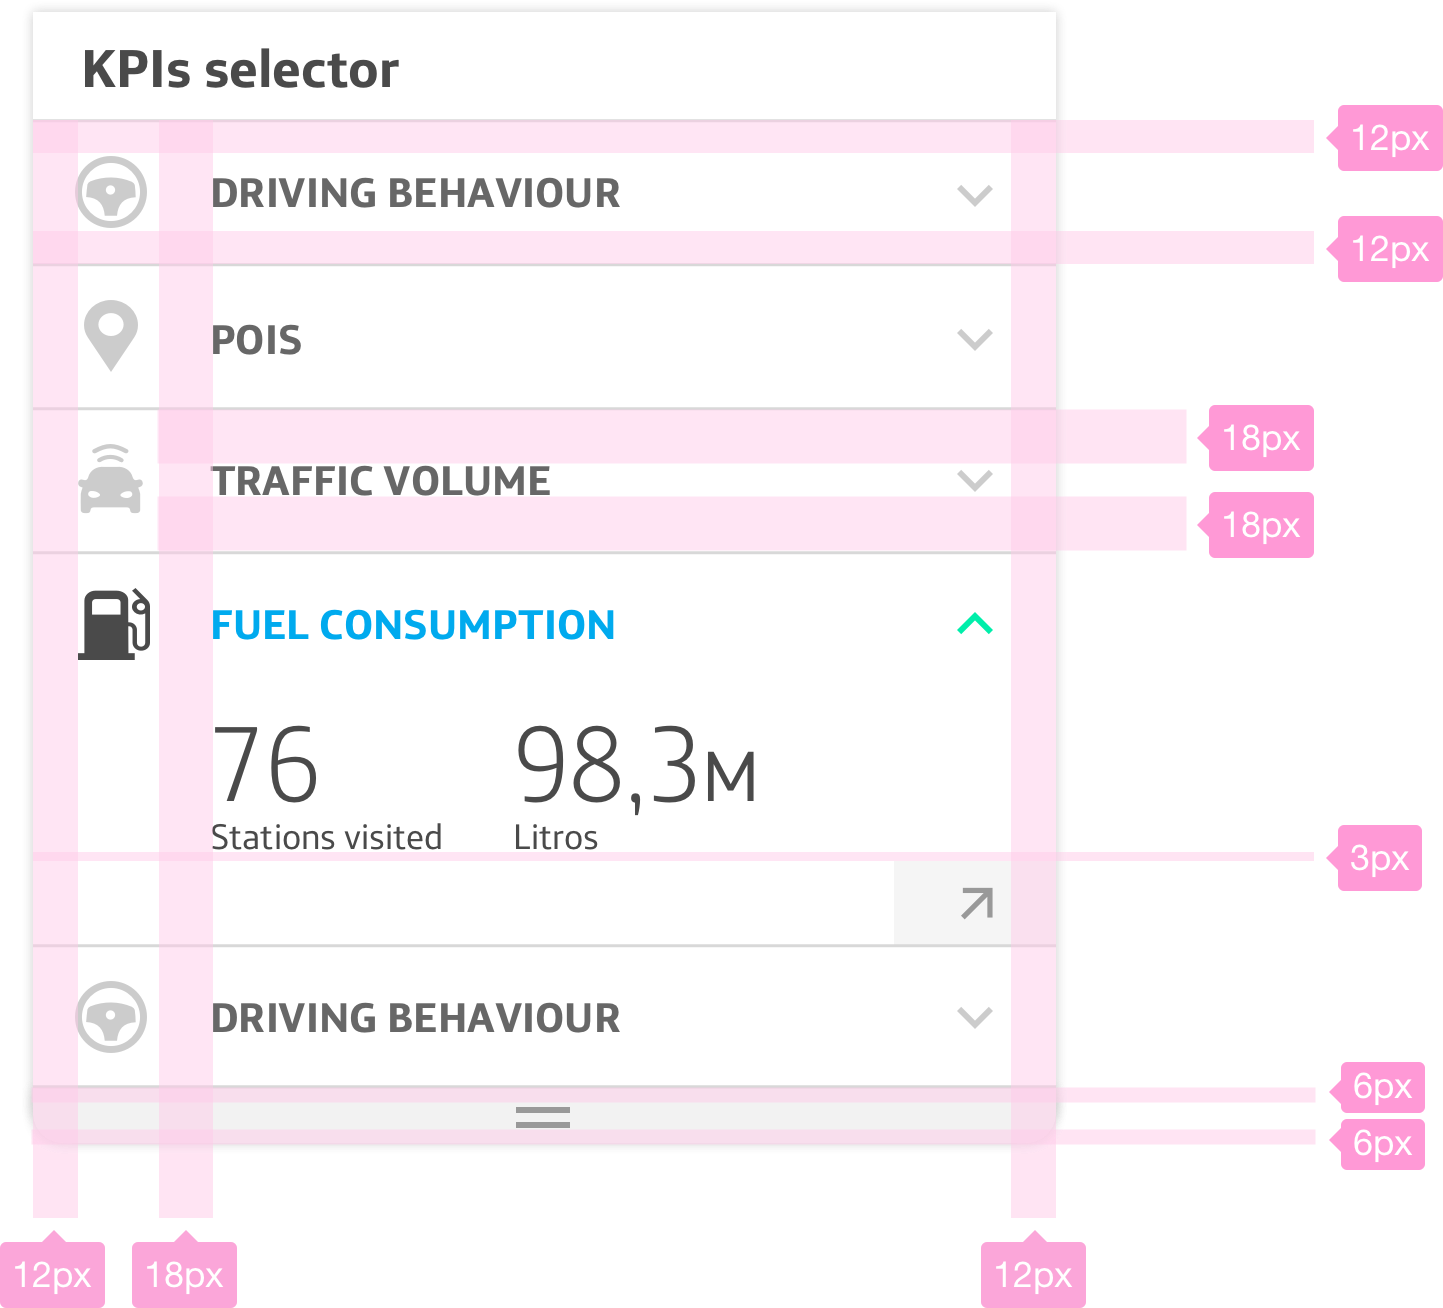 KPIs selector
12px
DRIVING BEHAVIOUR
12px
POIS
18px
TRAFFIC VOLUME
18px
FUEL CONSUMPTION
76 98,3M
Stations visited Litros
3px
DRIVING BEHAVIOUR
6px
6px
12px 18px 12px